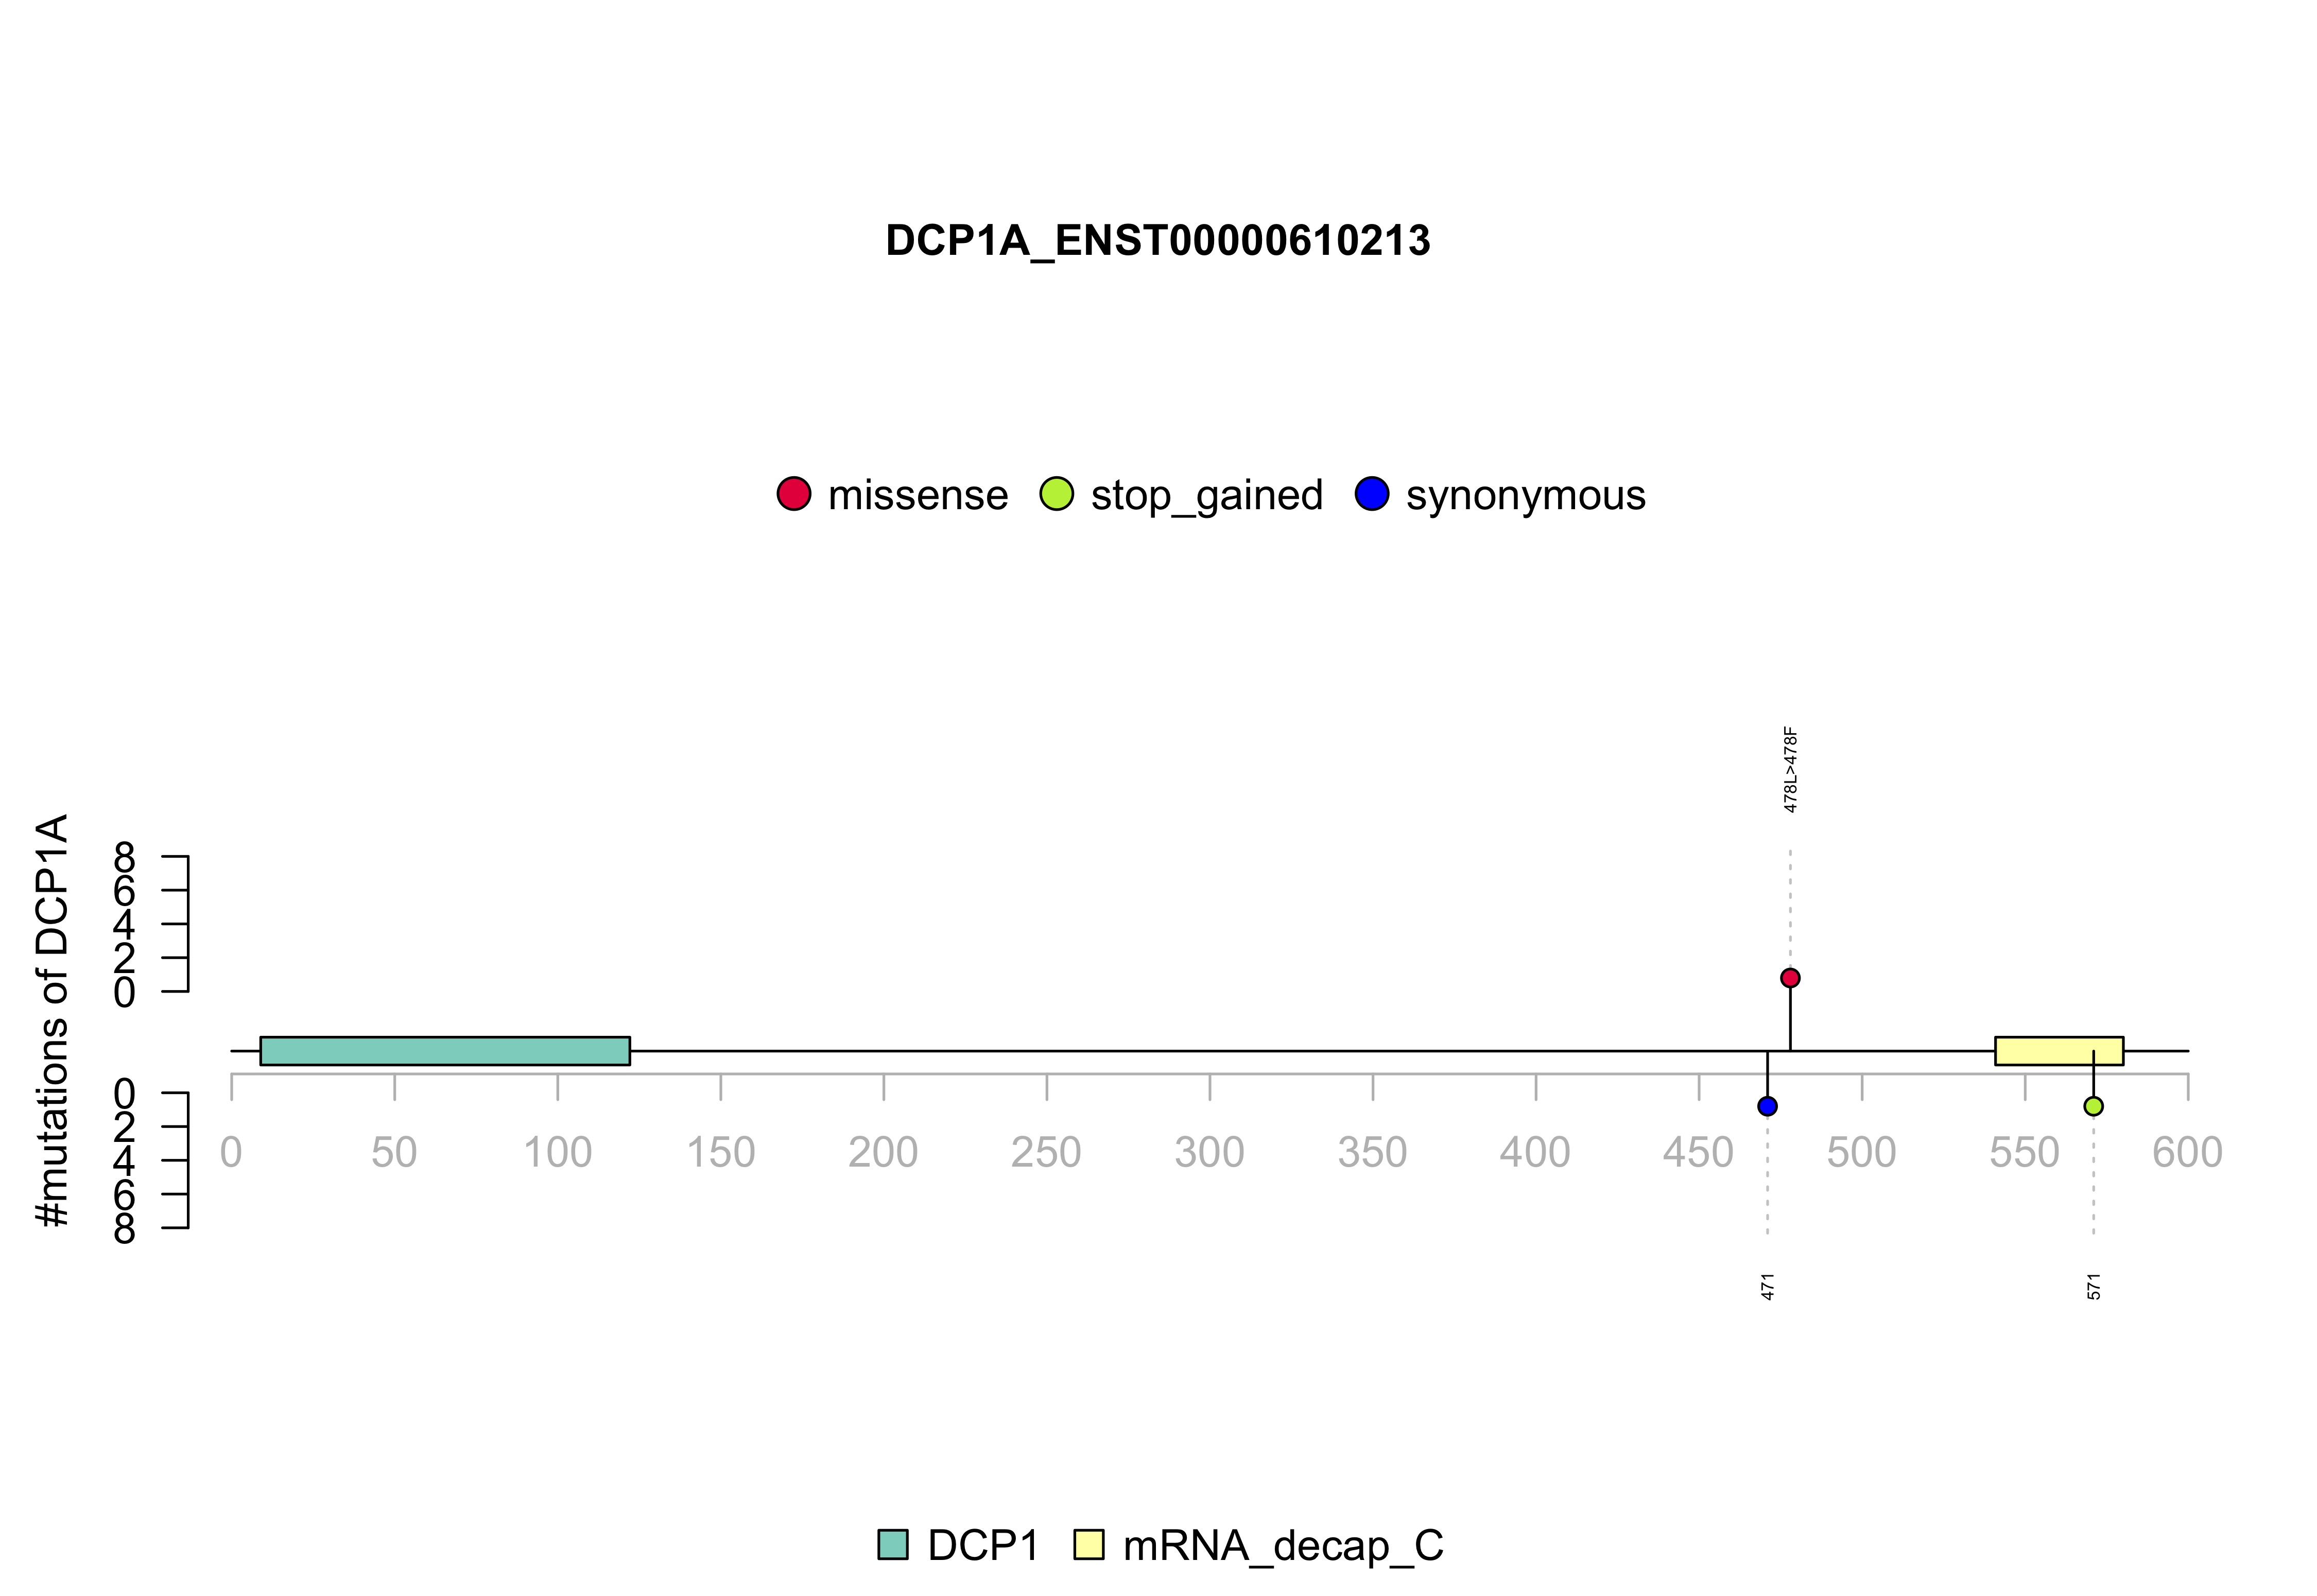 DCP1A_ENST00000610213
missense stop_gained synonymous
478L>478F
#mutations of DCP1A
8
6
4
2
0
0
2
4
6
8
0 50 100 150 200 250 300 350 400 450 500 550 600
471 571
DCP1 mRNA_decap_C